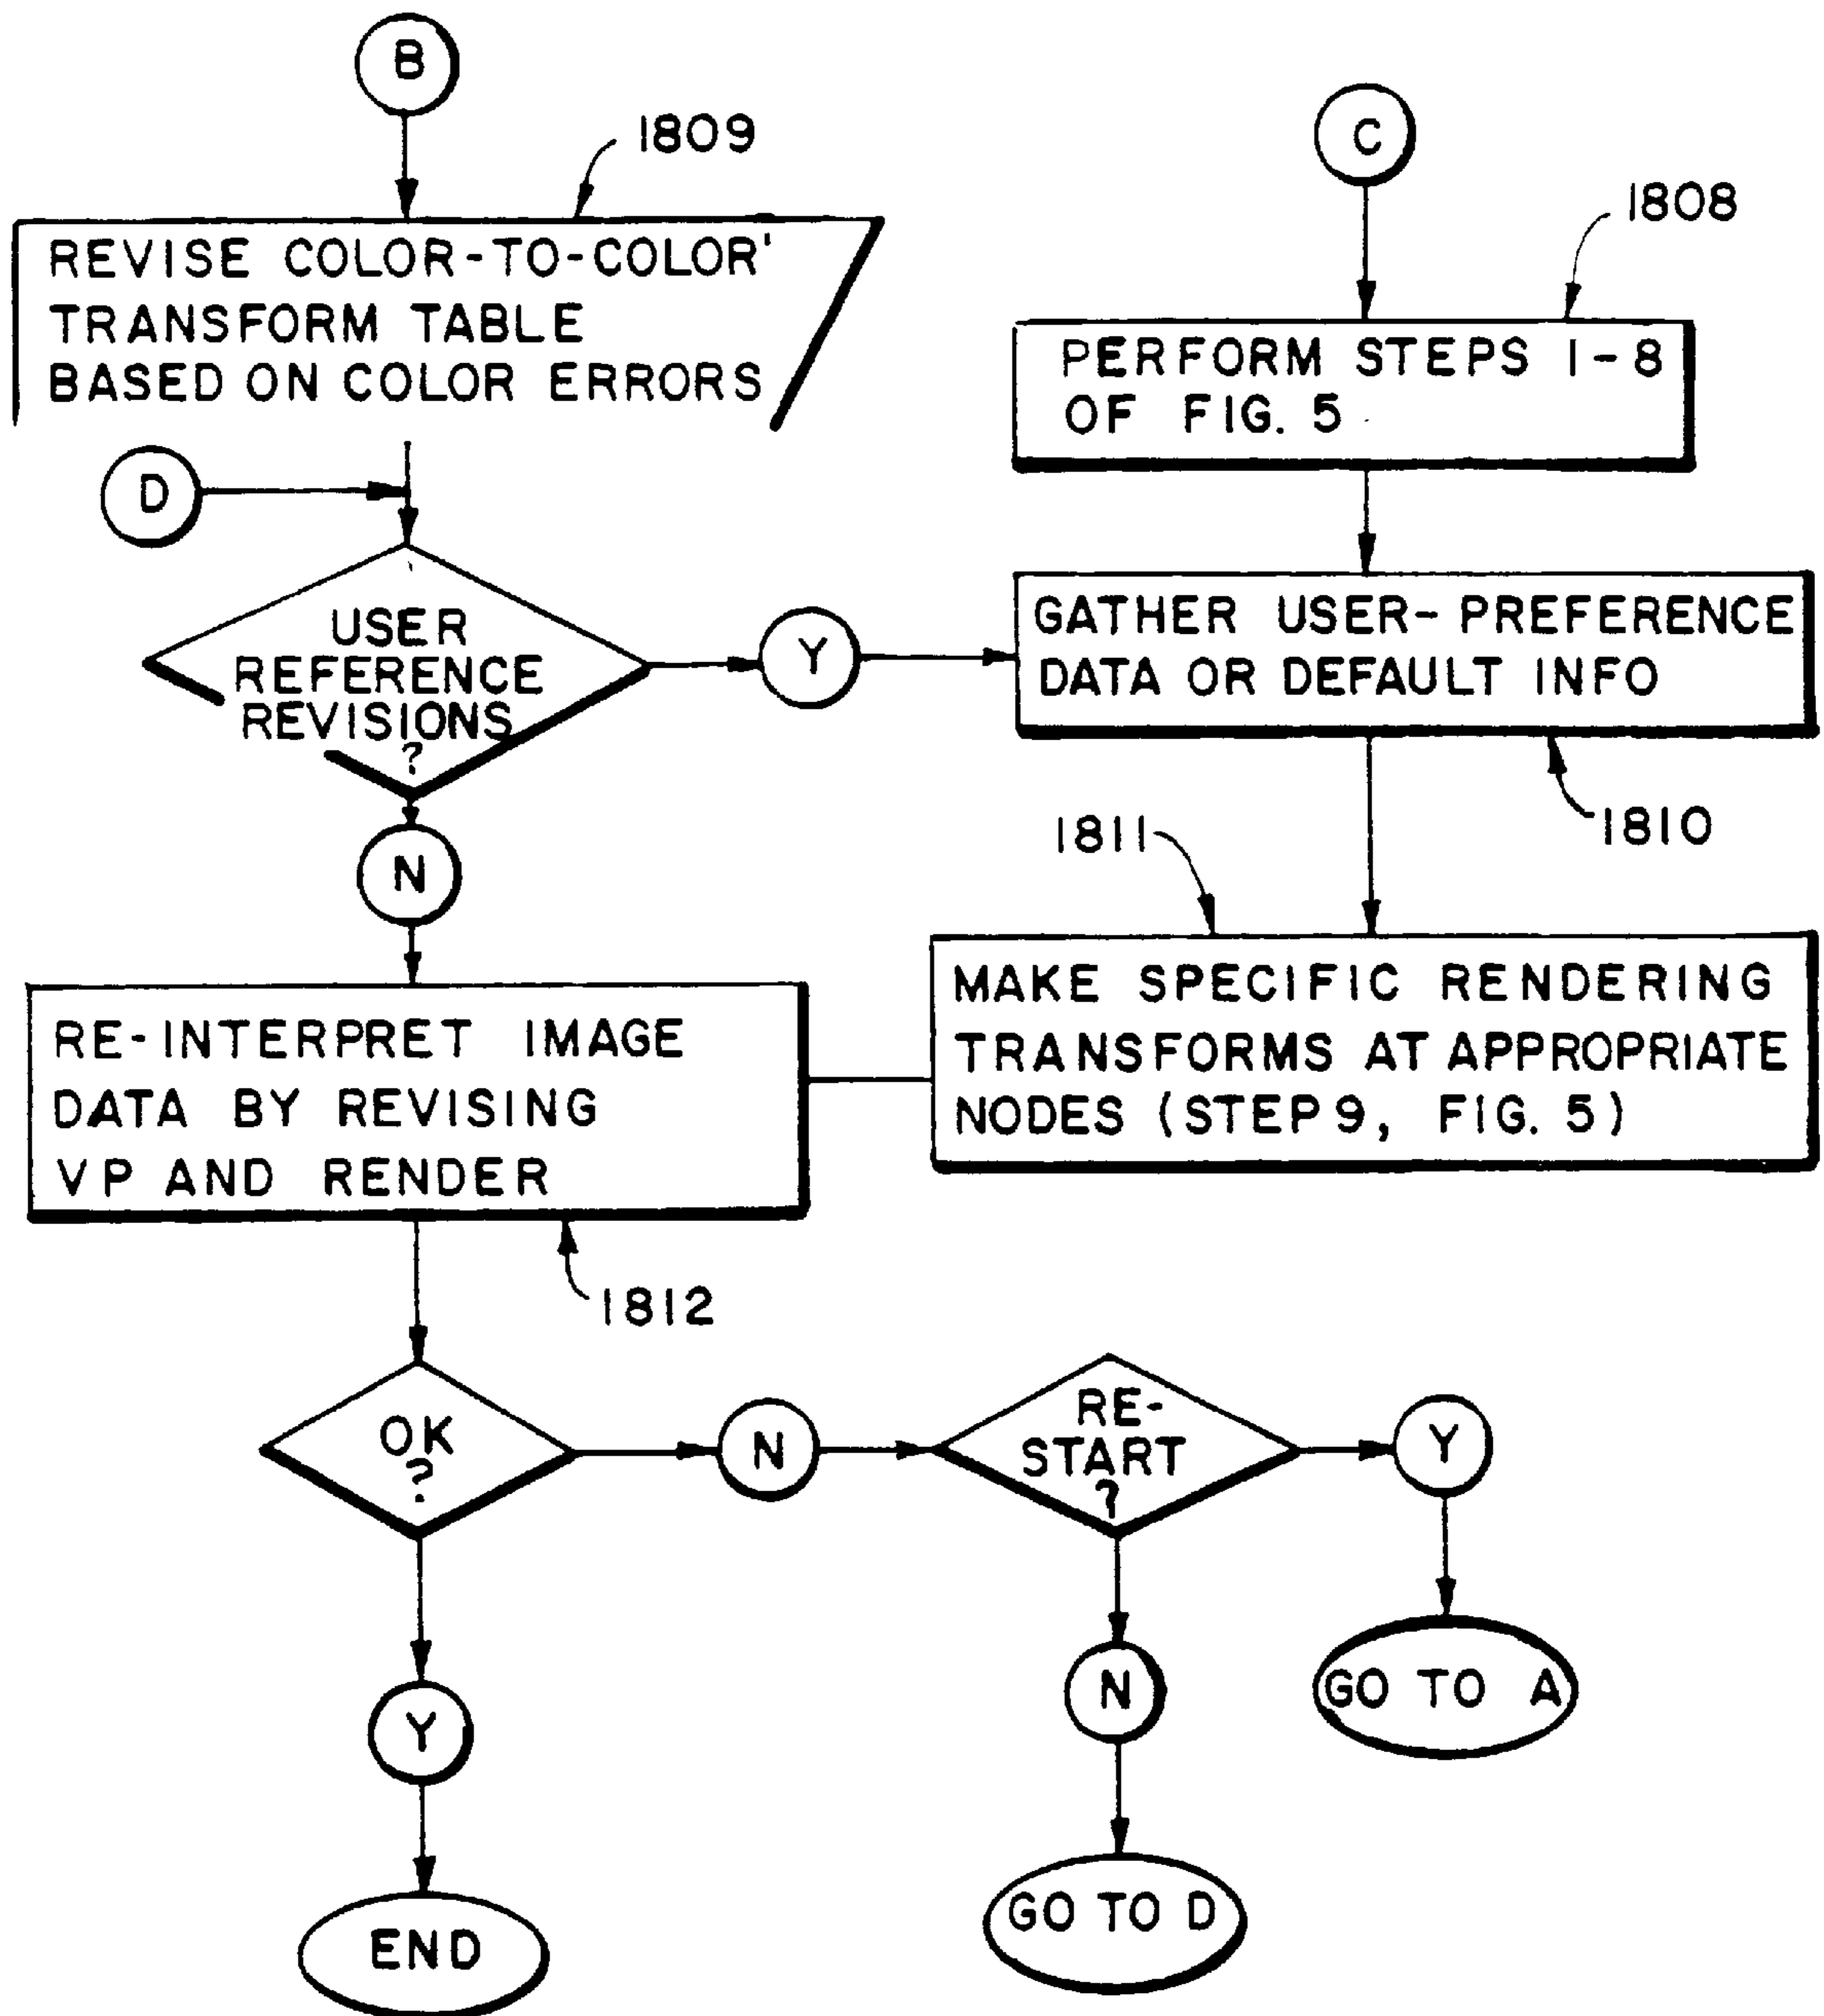 B
1809
REVISE COLOR-TO-COLOR'
TRANSFORM TABLE
BASED ON COLOR ERRORS
C
1808
PERFORM STEPS 1-8
OF FIG. 5
D
USER
REFERENCE
REVISIONS
?
Y
GATHER USER-PREFERENCE
DATA OR DEFAULT INFO
1810
N
1811
MAKE SPECIFIC RENDERING
TRANSFORMS AT APPROPRIATE
NODES (STEP 9, FIG. 5)
RE-INTERPRET IMAGE
DATA BY REVISING
VP AND RENDER
1812
OK
?
N
RE-
START
?
Y
GO TO A
Y
N
END
GO TO D